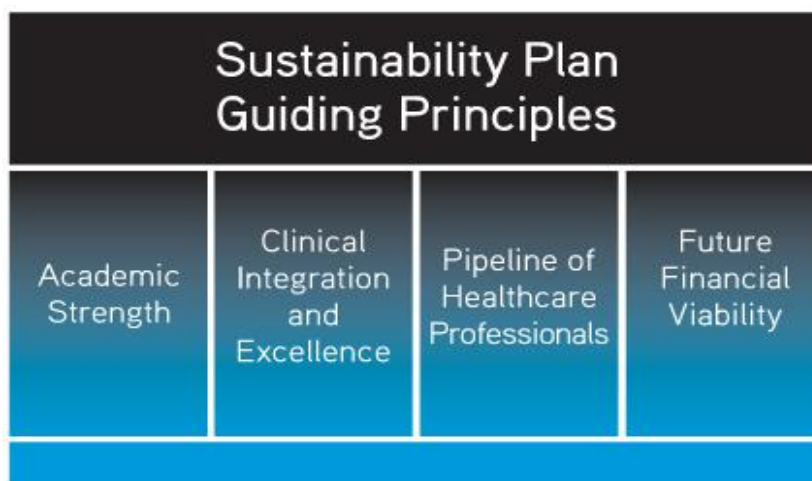 Sustainability Plan
Guiding Principles
Academic
Strength
Clinical
Integration
and
Excellence
Pipeline of
Healthcare
Professionals
Future
Financial
Viability